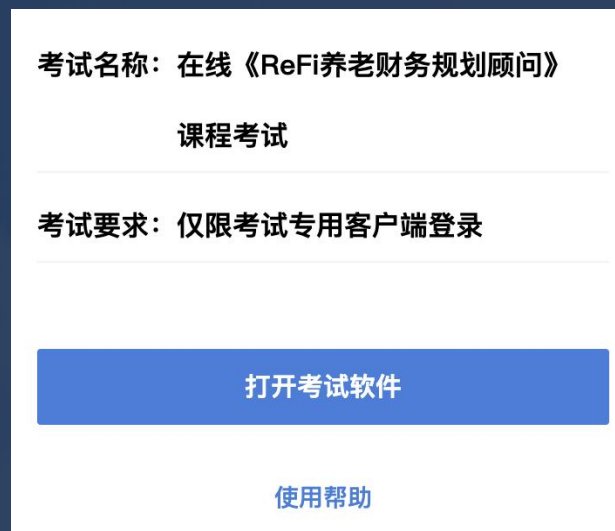 考试名称：在线《ReFi养老财务规划顾问》
课程考试
考试要求：仅限考试专用客户端登录
打开考试软件
使用帮助